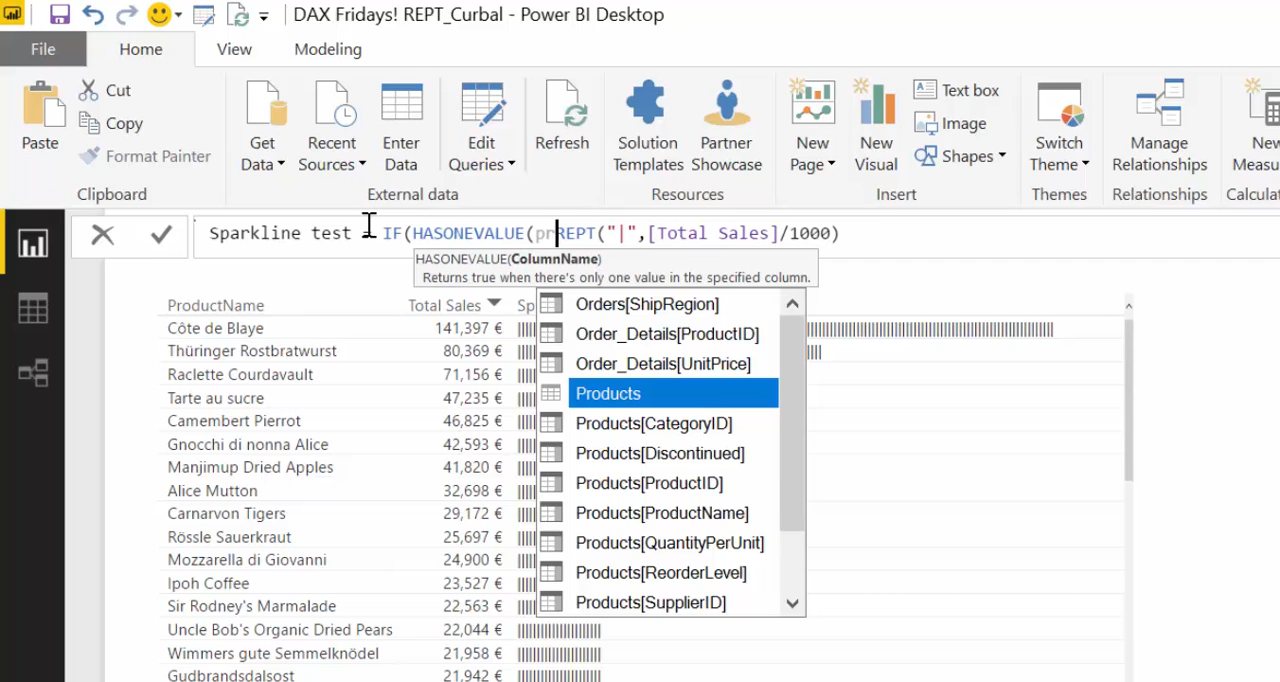 DAX Fridays! REPT_Curbal - Power BI Desktop
File Home View Modeling
Paste
Cut
Copy
Format Painter
Clipboard
Get Data
Recent Sources
Enter Data
Edit Queries
External data
Refresh
Solution Templates
Partner Showcase
Resources
New Page
New Visual
Text box
Image
Shapes
Insert
Switch Theme
Themes
Manage Relationships
Relationships
New
Measu
Calculat
Sparkline test = IF(HASONEVALUE(prREPT("|",[Total Sales]/1000)
HASONEVALUE(ColumnName)
Returns true when there's only one value in the specified column.
Orders[ShipRegion]
Order_Details[ProductID]
Order_Details[UnitPrice]
Products
Products[CategoryID]
Products[Discontinued]
Products[ProductID]
Products[ProductName]
Products[QuantityPerUnit]
Products[ReorderLevel]
Products[SupplierID]
ProductName Total Sales Sp
Côte de Blaye 141,397 €
Thüringer Rostbratwurst 80,369 €
Raclette Courdavault 71,156 €
Tarte au sucre 47,235 €
Camembert Pierrot 46,825 €
Gnocchi di nonna Alice 42,593 €
Manjimup Dried Apples 41,820 €
Alice Mutton 32,698 €
Carnarvon Tigers 29,172 €
Rössle Sauerkraut 25,697 €
Mozzarella di Giovanni 24,900 €
Ipoh Coffee 23,527 €
Sir Rodney's Marmalade 22,563 €
Uncle Bob's Organic Dried Pears 22,044 €
Wimmers gute Semmelknödel 21,958 €
Gudbrandsdalsost 21,942 €